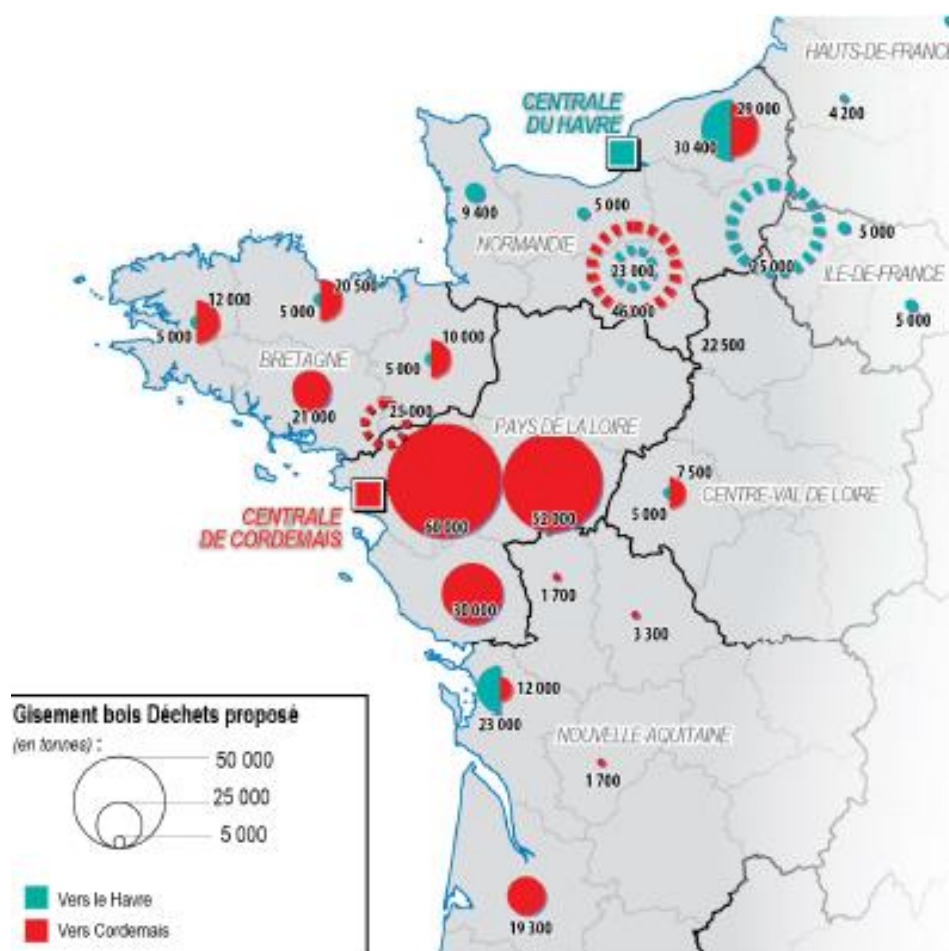 HAUTS-DE-FRANCE
4 200
CENTRALE
DU HAVRE
29 000
30 400
9 400
5 000
NORMANDIE
23 000
46 000
25 000
5 000
ILE-DE-FRANCE
5 000
12 000
5 000
20 500
5 000
10 000
5 000
BRETAGNE
21 000
25 000
22 500
PAYS DE LA LOIRE
60 000
52 000
7 500
5 000
CENTRE-VAL DE LOIRE
CENTRALE
DE CORDEMAIS
30 000
1 700
3 300
12 000
23 000
NOUVELLE-AQUITAINE
1 700
19 300
Gisement bois Déchets proposé
(en tonnes) :
50 000
25 000
5 000
Vers le Havre
Vers Cordemais